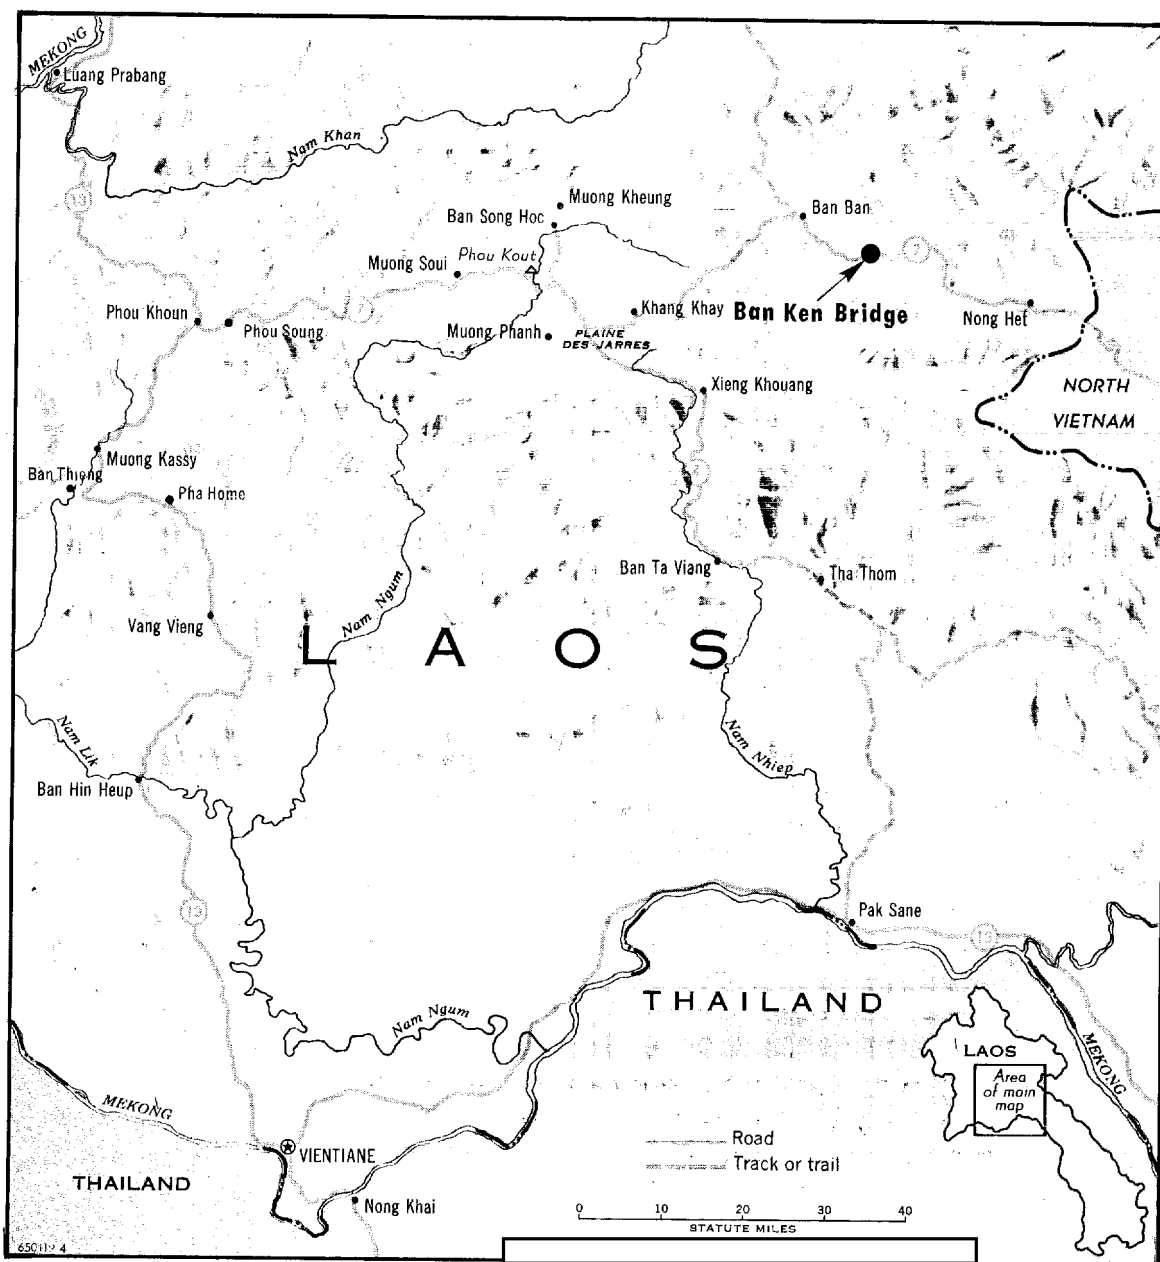 MEKONG
Luang Prabang
Nam Khan
13
Muong Kheung
Ban Song Hoc
Ban Ban
Phou Kout
Muong Soui
7
Phou Khoun
Phou Soung
Muong Phanh
Khang Khay
Ban Ken Bridge
Nong Het
PLAINE
DES JARRES
Xieng Khouang
NORTH
VIETNAM
Muong Kassy
Ban Thieng
Pha Home
Ban Ta Viang
Tha Thom
Nam Ngum
Vang Vieng
LAOS
Nam Lik
Nam Nhiep
Ban Hin Heup
13
Pak Sane
13
THAILAND
Nam Ngum
LAOS
Area
of main
map
MEKONG
MEKONG
VIENTIANE
Road
Track or trail
THAILAND
Nong Khai
0 10 20 30 40
STATUTE MILES